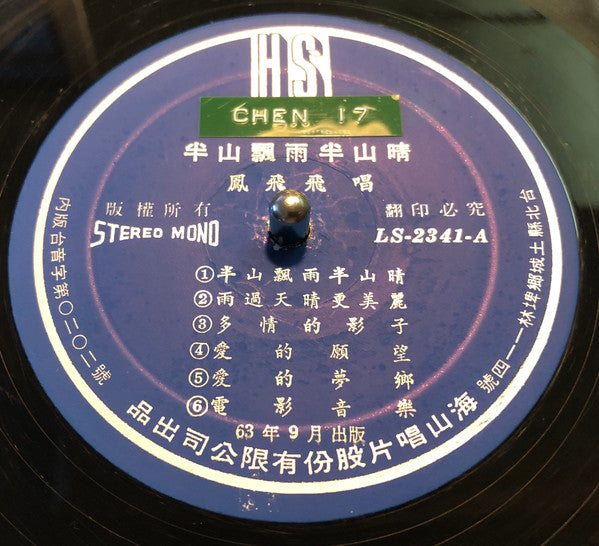 HS
CHEN 17
半山飄雨半山晴
鳳飛飛唱
版權所有
翻印必究
STEREO MONO
LS-2341-A
①半山飄雨半山晴
②雨過天晴更美麗
③多情的影子
④愛的願望
⑤愛的夢鄉
⑥電影音樂
63年9月出版
內版台音字第〇二〇二號
台北縣土城鄉埤林一一四號
海山唱片股份有限公司出品